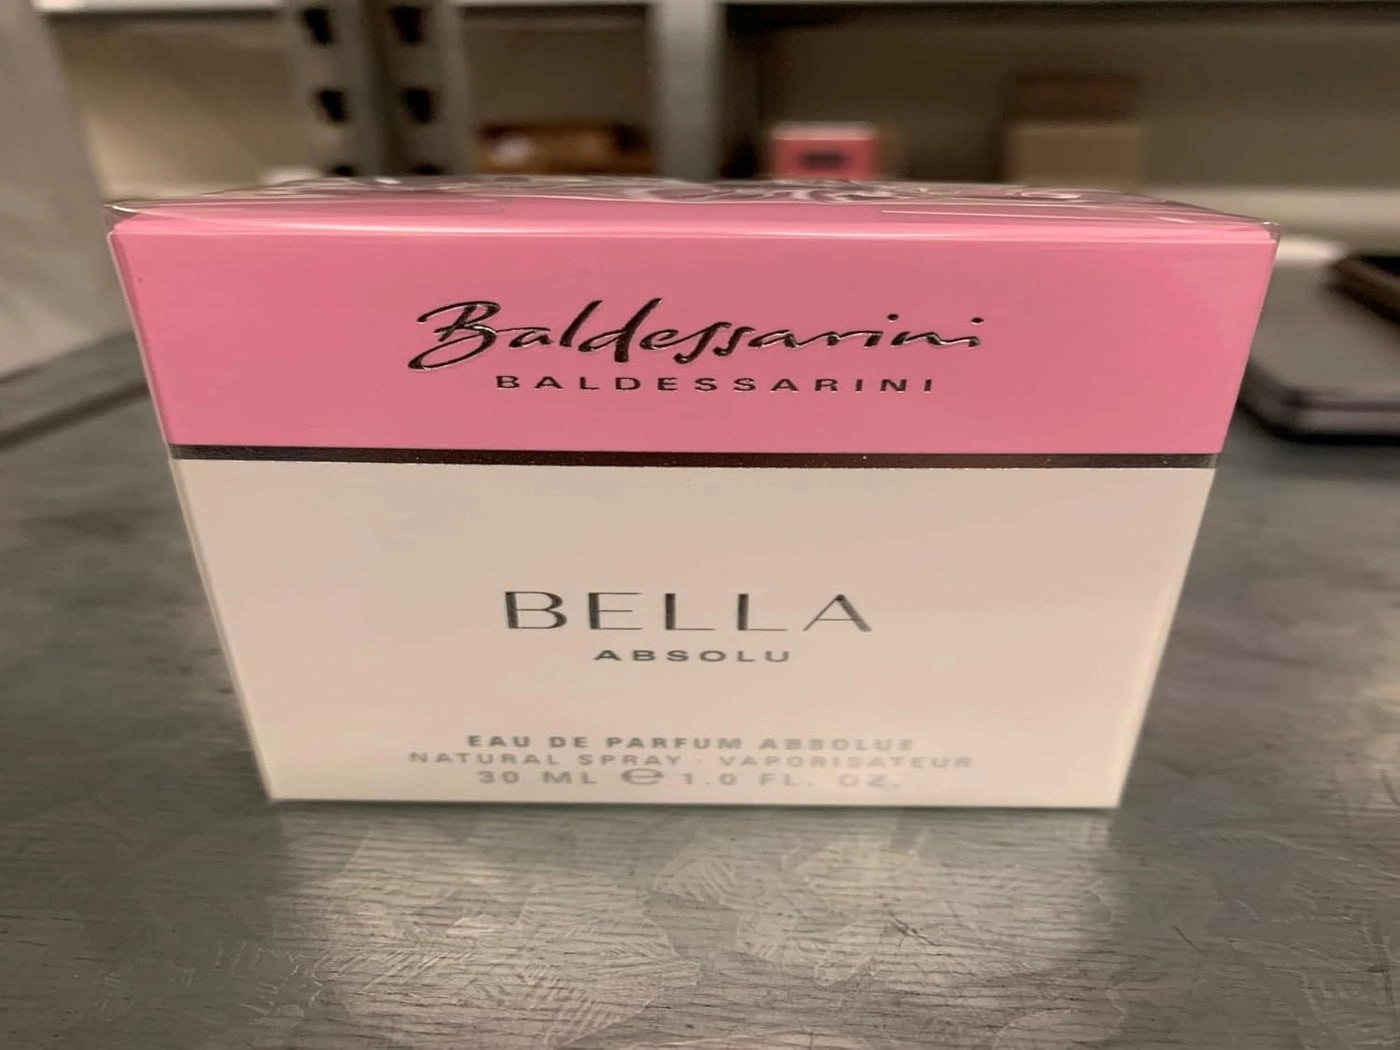 Baldessarini
BALDESSARINI
BELLA
ABSOLU
EAU DE PARFUM ABSOLUE
NATURAL SPRAY · VAPORISATEUR
30 ML ℮ 1.0 FL. OZ.